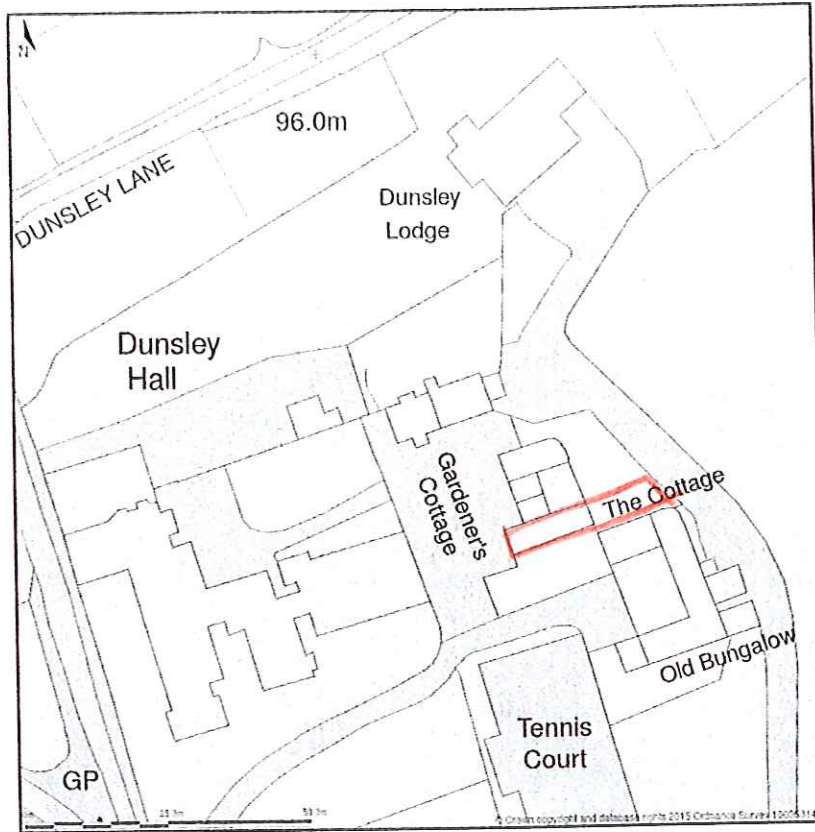 N
96.0m
DUNSLEY LANE
Dunsley
Lodge
Dunsley
Hall
Gardener's
Cottage
The Cottage
Old Bungalow
Tennis
Court
GP
© Crown copyright and database rights 2015 Ordnance Survey